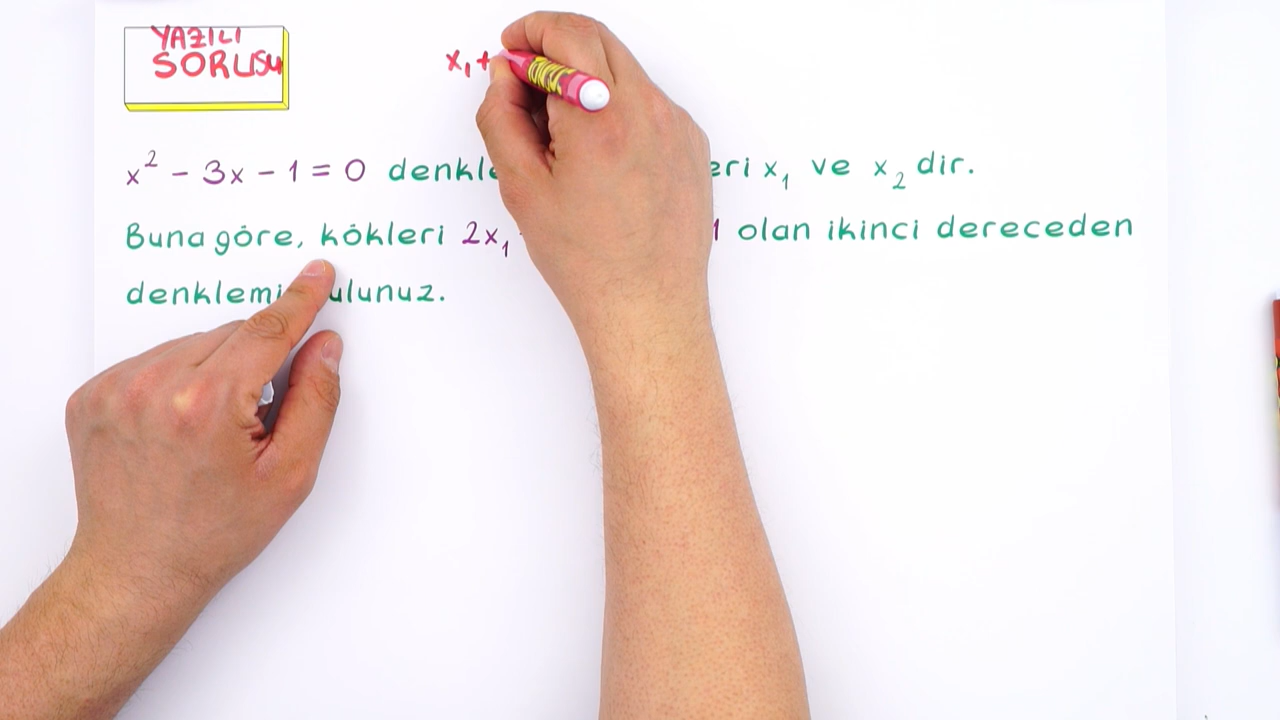 YAZILI
SORUSU
x₁+
x² - 3x - 1 = 0 denkle eri x₁ ve x₂ dir.
Buna göre, kökleri 2x₁ 1 olan ikinci dereceden
denklemi ulunuz.